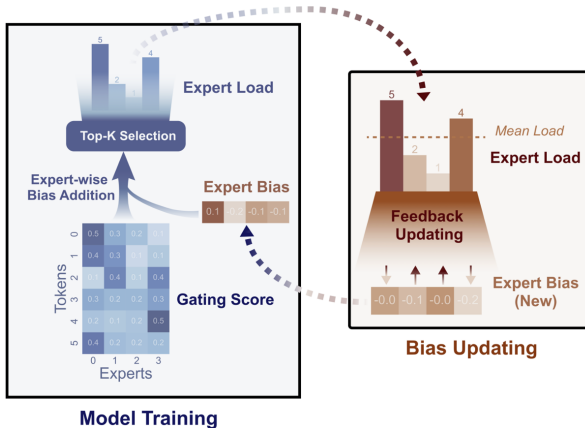 5
2
1
4
Expert Load
Top-K Selection
Expert-wise
Bias Addition
Expert Bias
0.1 -0.2 -0.1 -0.1
Tokens
0 0.5 0.3 0.2 0.1
1 0.4 0.3 0.1 0.1
2 0.1 0.4 0.1 0.4
3 0.3 0.2 0.2 0.2
4 0.2 0.1 0.2 0.5
5 0.4 0.2 0.2 0.2
0 1 2 3
Experts
Gating Score
Model Training
5
2
1
4
Mean Load
Expert Load
Feedback
Updating
-0.0 -0.1 -0.0 -0.2
Expert Bias
(New)
Bias Updating